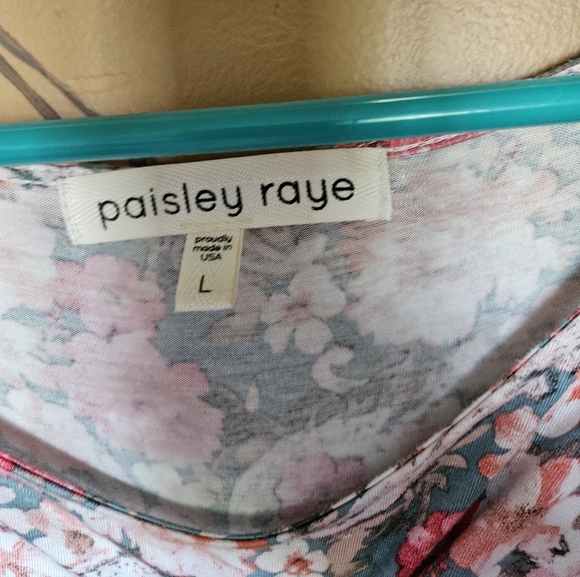 paisley raye
proudly
made in
USA
L